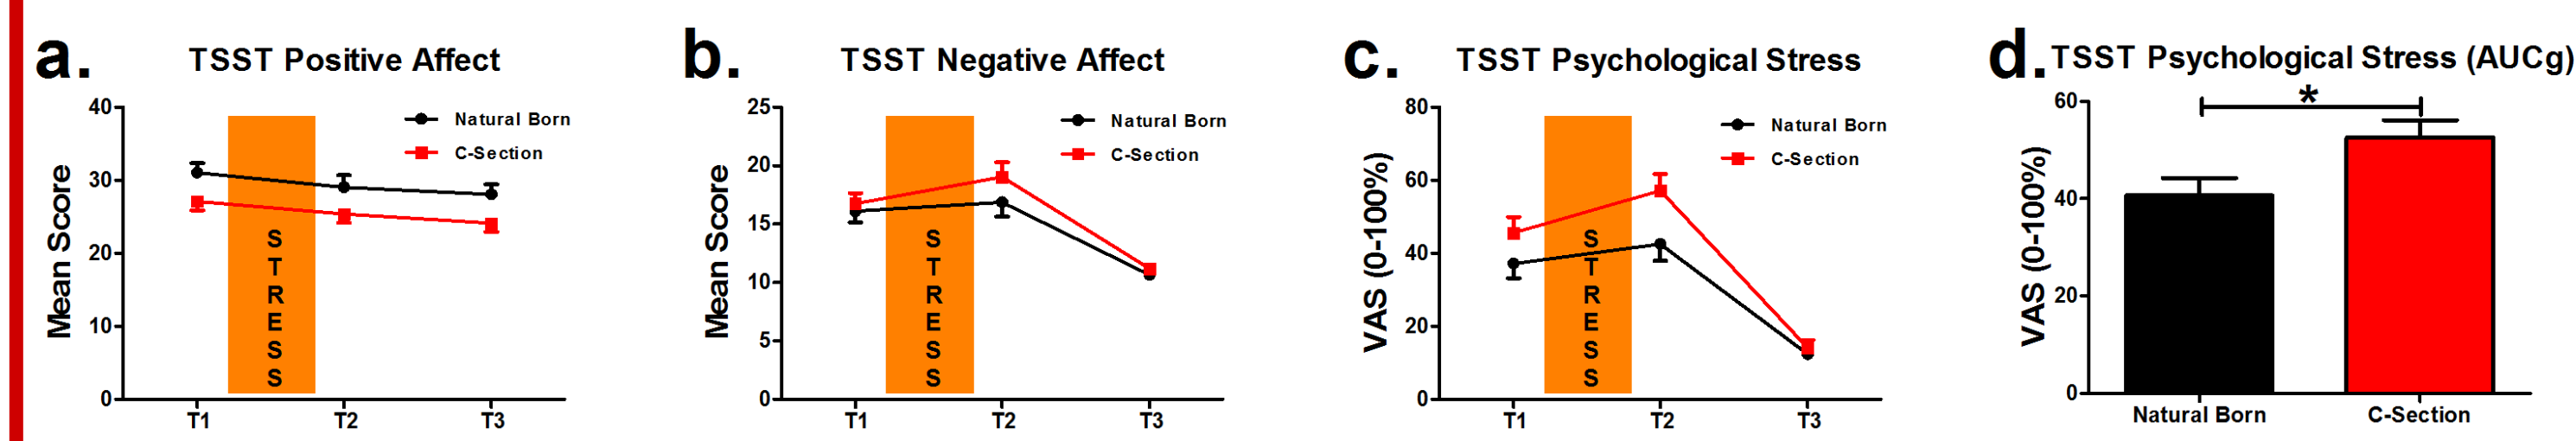 a.
TSST Positive Affect
Mean Score
40
30
20
10
0
Natural Born
C-Section
S
T
R
E
S
S
T1
T2
T3
b.
TSST Negative Affect
Mean Score
25
20
15
10
5
0
Natural Born
C-Section
S
T
R
E
S
S
T1
T2
T3
c.
TSST Psychological Stress
VAS (0-100%)
80
60
40
20
0
Natural Born
C-Section
S
T
R
E
S
S
T1
T2
T3
d.
TSST Psychological Stress (AUCg)
VAS (0-100%)
60
40
20
0
*
Natural Born
C-Section